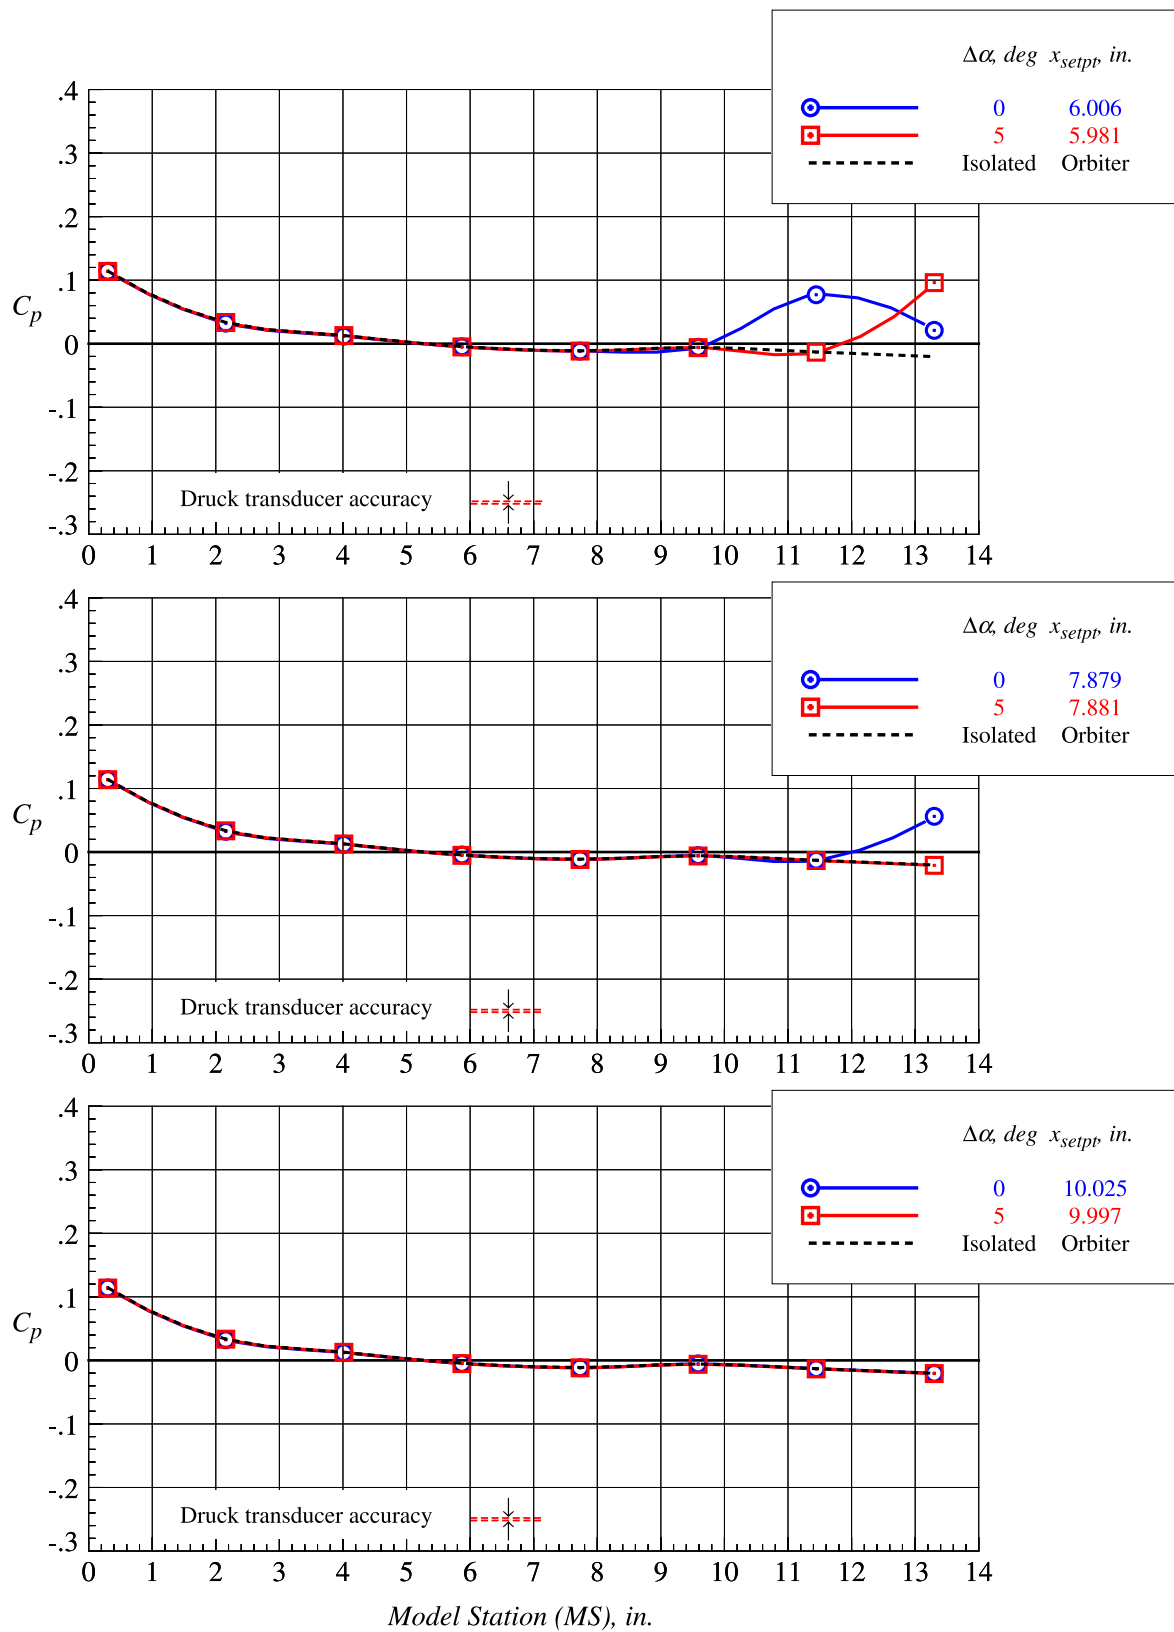 Δα, deg x_setpt, in.
0 6.006
5 5.981
Isolated Orbiter
.4
.3
.2
.1
C_p
0
-.1
-.2
Druck transducer accuracy
-.3
0 1 2 3 4 5 6 7 8 9 10 11 12 13 14
Δα, deg x_setpt, in.
0 7.879
5 7.881
Isolated Orbiter
.4
.3
.2
.1
C_p
0
-.1
-.2
Druck transducer accuracy
-.3
0 1 2 3 4 5 6 7 8 9 10 11 12 13 14
Δα, deg x_setpt, in.
0 10.025
5 9.997
Isolated Orbiter
.4
.3
.2
.1
C_p
0
-.1
-.2
Druck transducer accuracy
-.3
0 1 2 3 4 5 6 7 8 9 10 11 12 13 14
Model Station (MS), in.